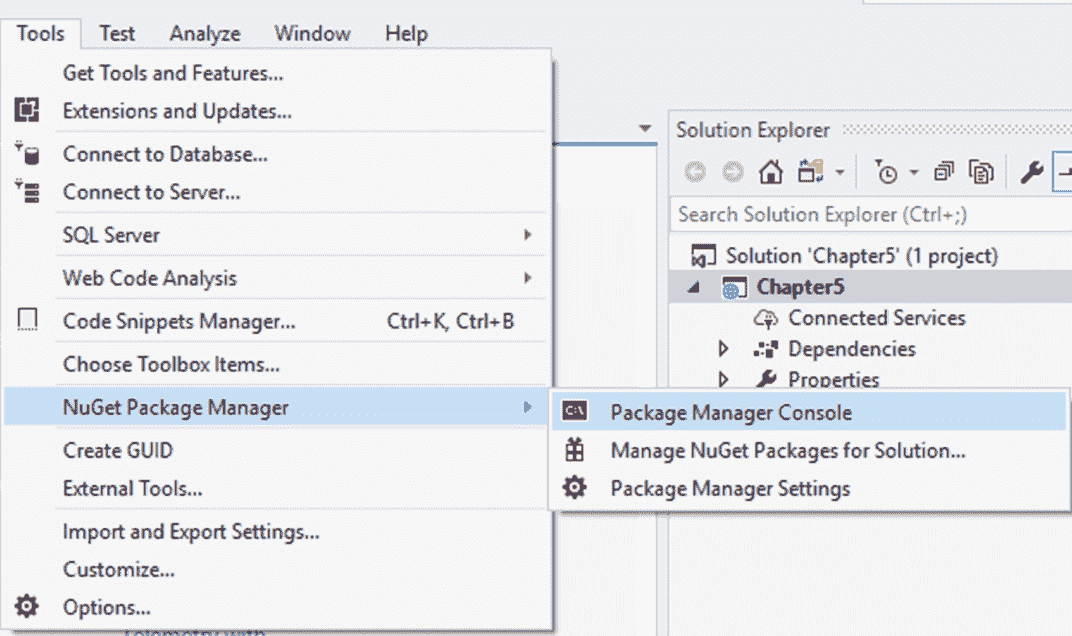 Tools Test Analyze Window Help
Get Tools and Features...
Extensions and Updates...
Connect to Database...
Connect to Server...
SQL Server
Web Code Analysis
Code Snippets Manager... Ctrl+K, Ctrl+B
Choose Toolbox Items...
NuGet Package Manager
Create GUID
External Tools...
Import and Export Settings...
Customize...
Options...
Package Manager Console
Manage NuGet Packages for Solution...
Package Manager Settings
Solution Explorer
Search Solution Explorer (Ctrl+;)
Solution 'Chapter5' (1 project)
Chapter5
Connected Services
Dependencies
Properties
C:\
Telemetry with